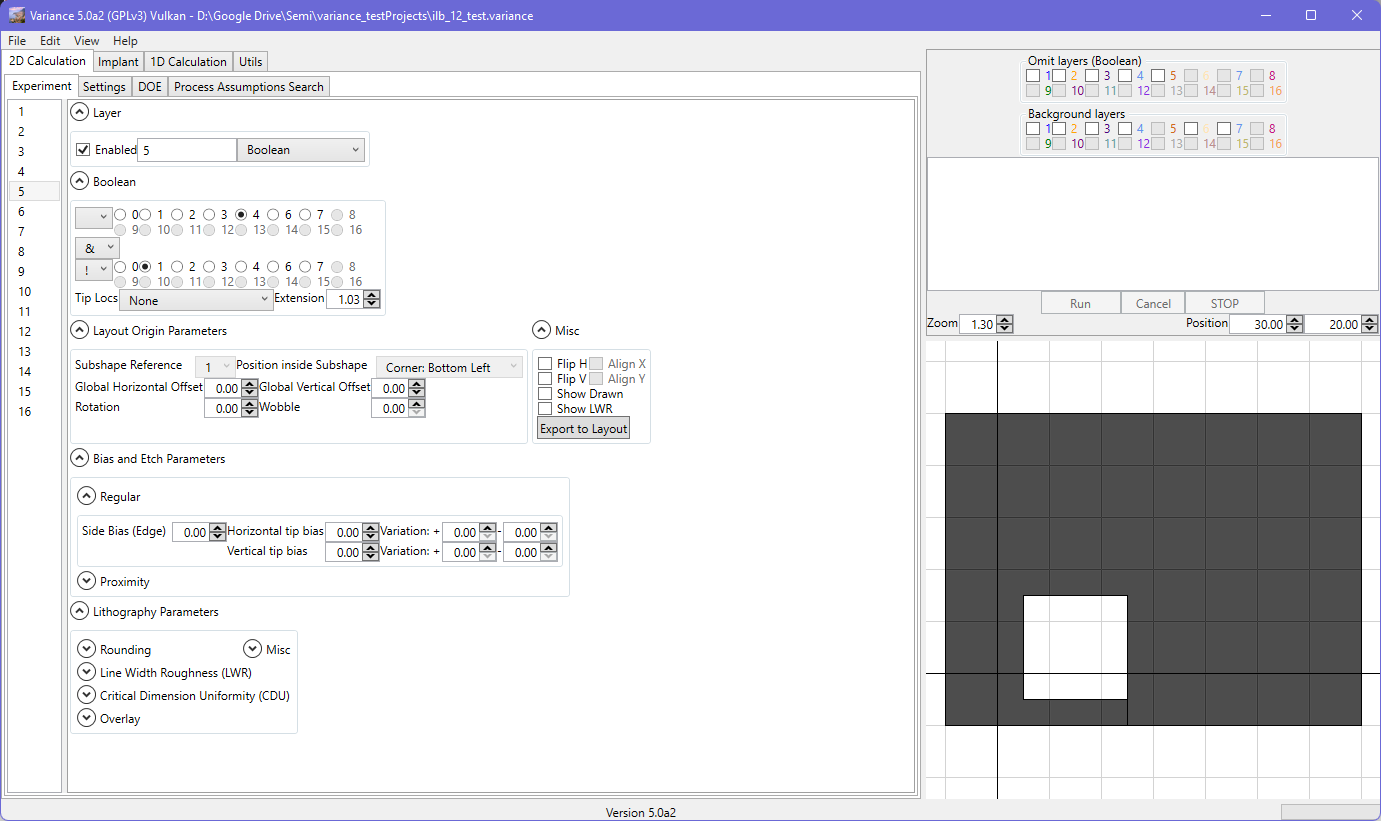 Variance 5.0a2 (GPLv3) Vulkan - D:\Google Drive\Semi\variance_testProjects\ilb_12_test.variance
File Edit View Help
2D Calculation Implant 1D Calculation Utils
Experiment Settings DOE Process Assumptions Search
1
2
3
4
5
6
7
8
9
10
11
12
13
14
15
16
Layer
Enabled 5 Boolean
Boolean
0 1 2 3 4 6 7 8
9 10 11 12 13 14 15 16
&
! 0 1 2 3 4 6 7 8
9 10 11 12 13 14 15 16
Tip Locs None Extension 1.03
Layout Origin Parameters
Subshape Reference 1 Position inside Subshape Corner: Bottom Left
Global Horizontal Offset 0.00 Global Vertical Offset 0.00
Rotation 0.00 Wobble 0.00
Misc
Flip H Align X
Flip V Align Y
Show Drawn
Show LWR
Export to Layout
Bias and Etch Parameters
Regular
Side Bias (Edge) 0.00 Horizontal tip bias 0.00 Variation: + 0.00 - 0.00
Vertical tip bias 0.00 Variation: + 0.00 - 0.00
Proximity
Lithography Parameters
Rounding Misc
Line Width Roughness (LWR)
Critical Dimension Uniformity (CDU)
Overlay
Omit layers (Boolean)
1 2 3 4 5 6 7 8
9 10 11 12 13 14 15 16
Background layers
1 2 3 4 5 6 7 8
9 10 11 12 13 14 15 16
Run Cancel STOP
Zoom 1.30 Position 30.00 20.00
Version 5.0a2